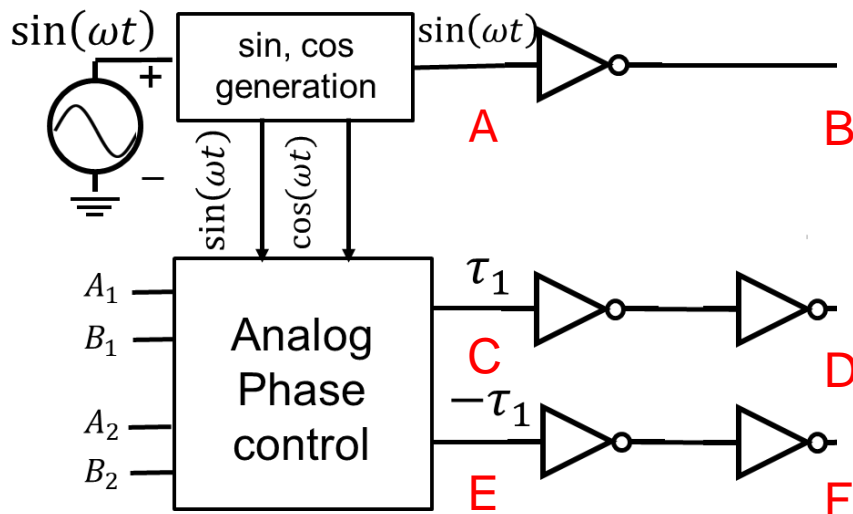 sin(ωt)
sin, cos
generation
sin(ωt)
+
−
A
B
sin(ωt)
cos(ωt)
A₁
B₁
A₂
B₂
Analog
Phase
control
τ₁
C
D
−τ₁
E
F